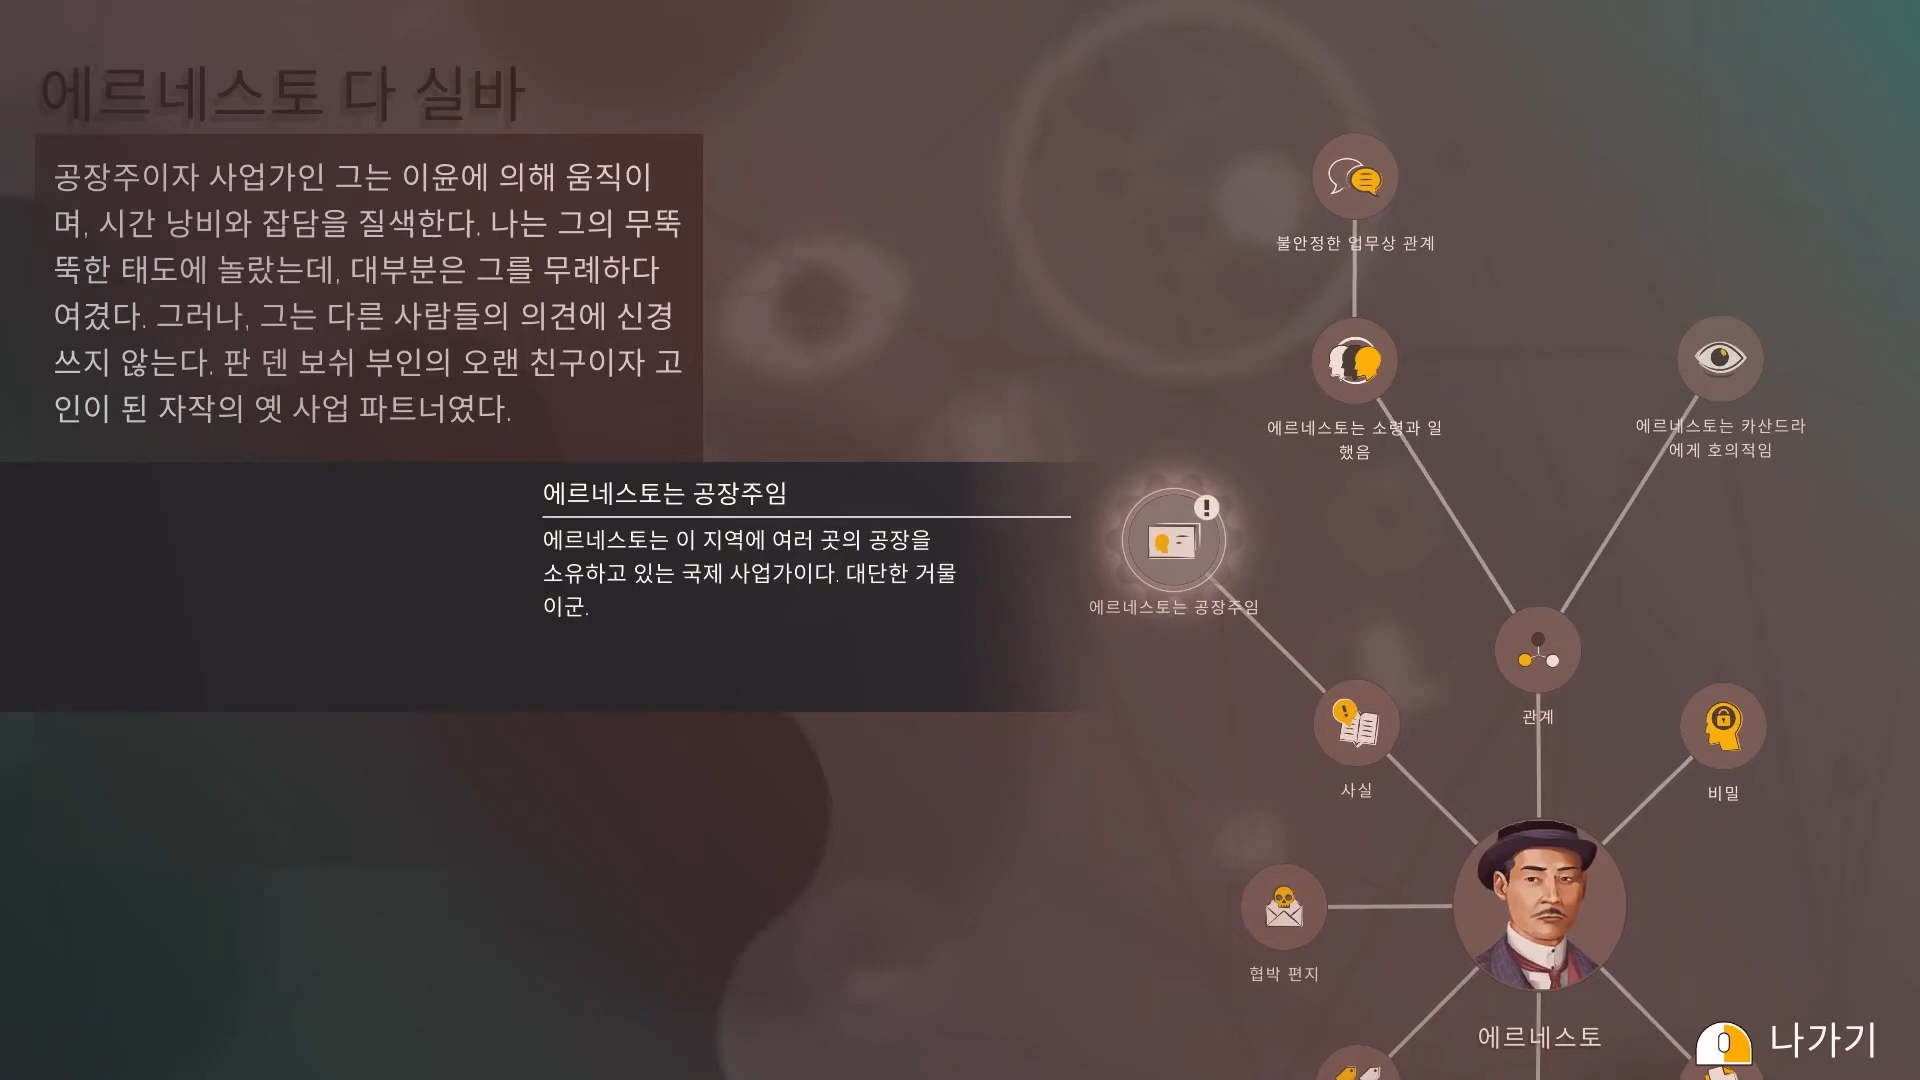 에르네스토 다 실바
공장주이자 사업가인 그는 이윤에 의해 움직이
며, 시간 낭비와 잡담을 질색한다. 나는 그의 무뚝
뚝한 태도에 놀랐는데, 대부분은 그를 무례하다
여겼다. 그러나, 그는 다른 사람들의 의견에 신경
쓰지 않는다. 판 덴 보쉬 부인의 오랜 친구이자 고
인이 된 자작의 옛 사업 파트너였다.
에르네스토는 공장주임
에르네스토는 이 지역에 여러 곳의 공장을
소유하고 있는 국제 사업가이다. 대단한 거물
이군.
불안정한 업무상 관계
에르네스토는 소령과 일
했음
에르네스토는 카산드라
에게 호의적임
에르네스토는 공장주임
관계
사실
비밀
협박 편지
에르네스토
나가기